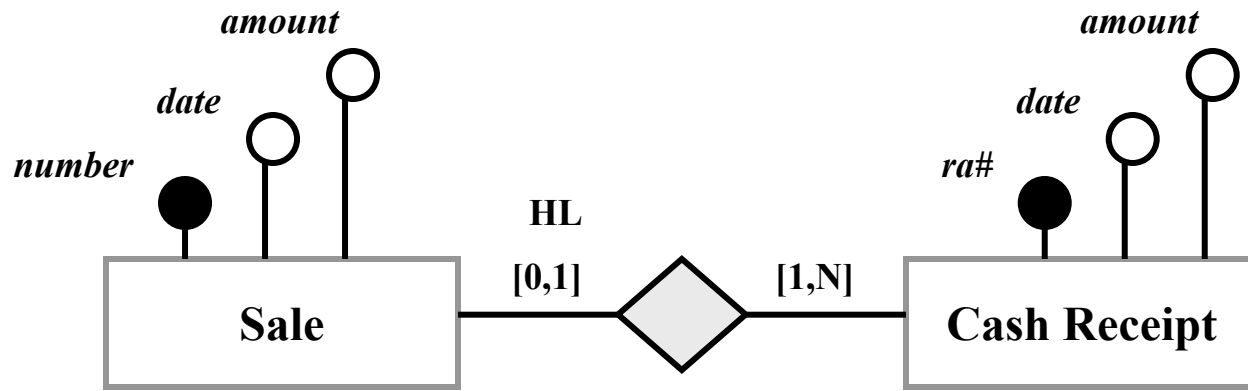 amount
amount
date
date
number
ra#
HL
[0,1]
[1,N]
Sale
Cash Receipt